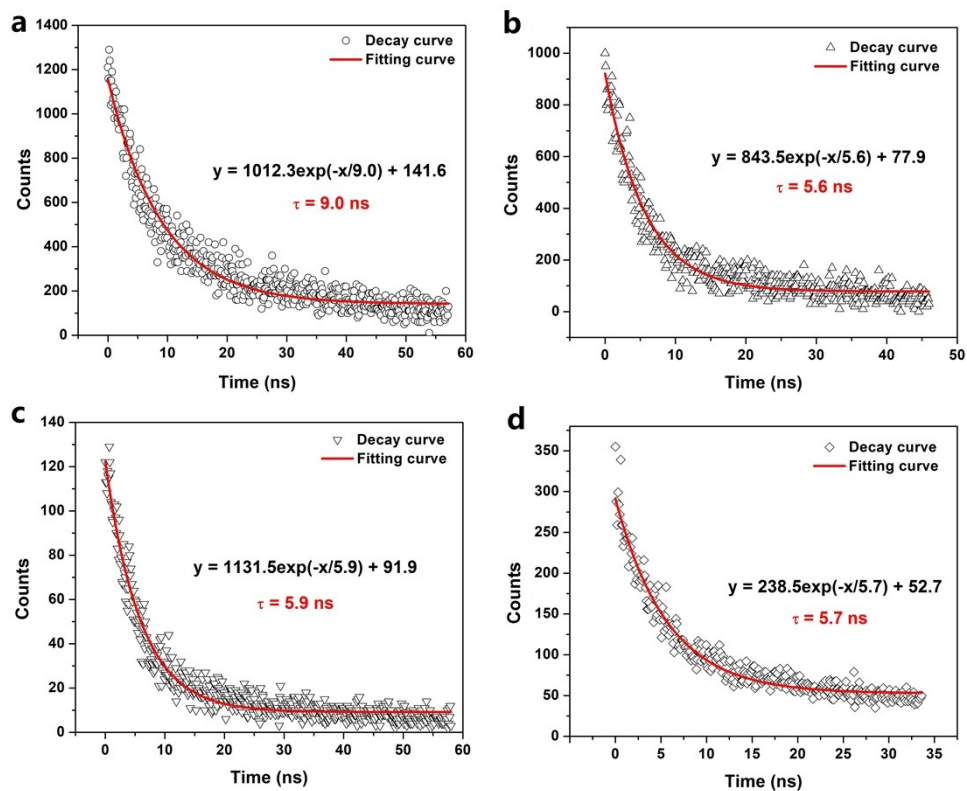 a
1400
1200
1000
800
600
400
200
0
Counts
0 10 20 30 40 50 60
Time (ns)
Decay curve
Fitting curve
y = 1012.3exp(-x/9.0) + 141.6
τ = 9.0 ns
b
1000
800
600
400
200
0
Counts
0 10 20 30 40 50
Time (ns)
Decay curve
Fitting curve
y = 843.5exp(-x/5.6) + 77.9
τ = 5.6 ns
c
140
120
100
80
60
40
20
0
Counts
0 10 20 30 40 50 60
Time (ns)
Decay curve
Fitting curve
y = 1131.5exp(-x/5.9) + 91.9
τ = 5.9 ns
d
350
300
250
200
150
100
50
0
Counts
0 5 10 15 20 25 30 35
Time (ns)
Decay curve
Fitting curve
y = 238.5exp(-x/5.7) + 52.7
τ = 5.7 ns